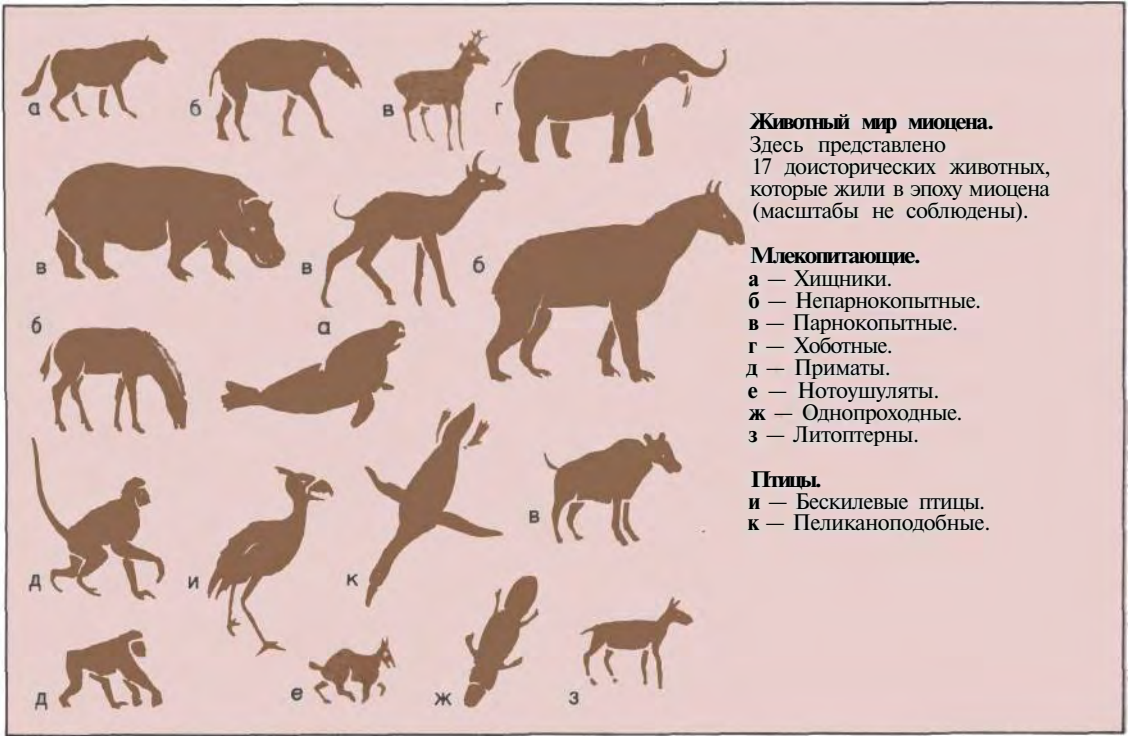 а
б
в
г
в
в
б
б
а
д
и
к
в
д
е
ж
з
Животный мир миоцена.
Здесь представлено
17 доисторических животных,
которые жили в эпоху миоцена
(масштабы не соблюдены).
Млекопитающие.
а — Хищники.
б — Непарнокопытные.
в — Парнокопытные.
г — Хоботные.
д — Приматы.
е — Нотоушуляты.
ж — Однопроходные.
з — Литоптерны.
Птицы.
и — Бескилевые птицы.
к — Пеликаноподобные.